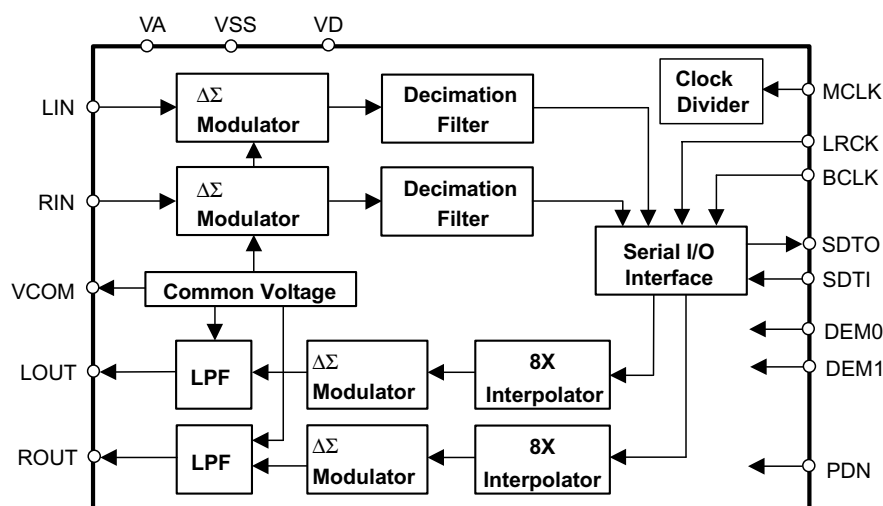 VA VSS VD
LIN
ΔΣ
Modulator
Decimation
Filter
Clock
Divider
MCLK
LRCK
BCLK
RIN
ΔΣ
Modulator
Decimation
Filter
Serial I/O
Interface
SDTO
SDTI
VCOM
Common Voltage
DEM0
DEM1
LOUT
LPF
ΔΣ
Modulator
8X
Interpolator
ROUT
LPF
ΔΣ
Modulator
8X
Interpolator
PDN